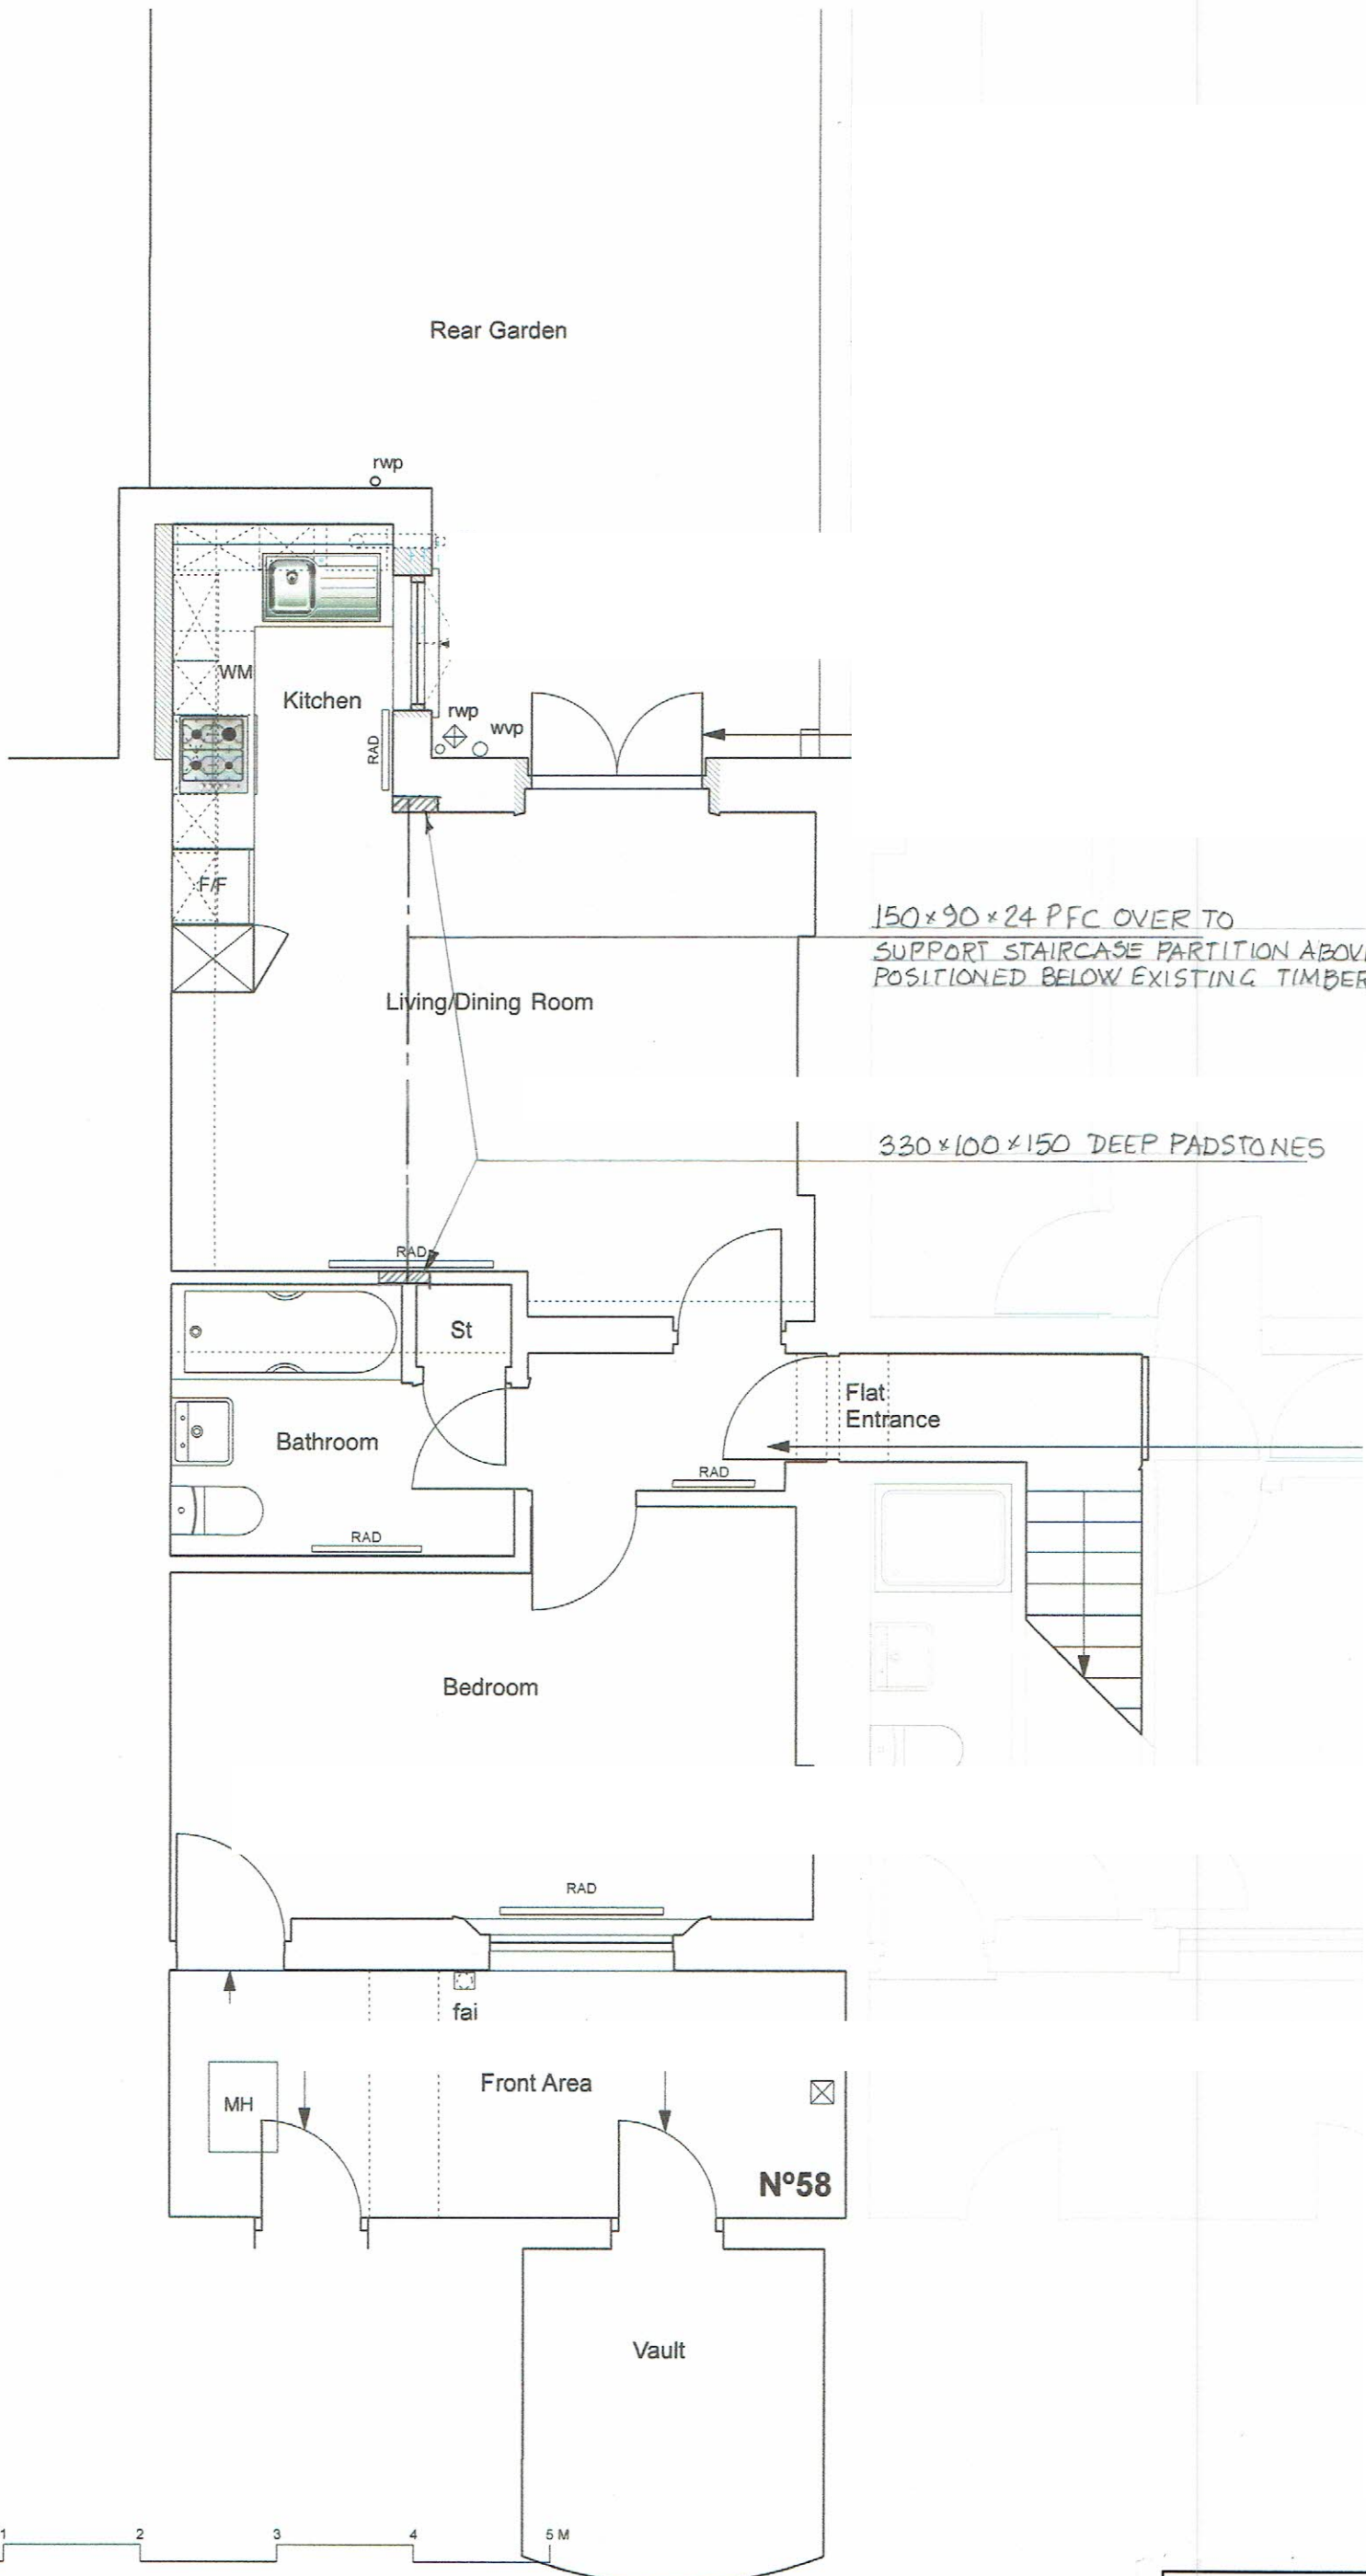 Rear Garden
rwp
WM
Kitchen
RAD
rwp
wvp
F/F
150 x 90 x 24 PFC OVER TO
SUPPORT STAIRCASE PARTITION
POSITIONED BELOW EXISTING TIMBER
Living/Dining Room
330 x 100 x 150 DEEP PADSTONES
RAD
St
Flat
Entrance
Bathroom
RAD
RAD
Bedroom
RAD
fai
Front Area
MH
Nº58
Vault
1 2 3 4 5 M